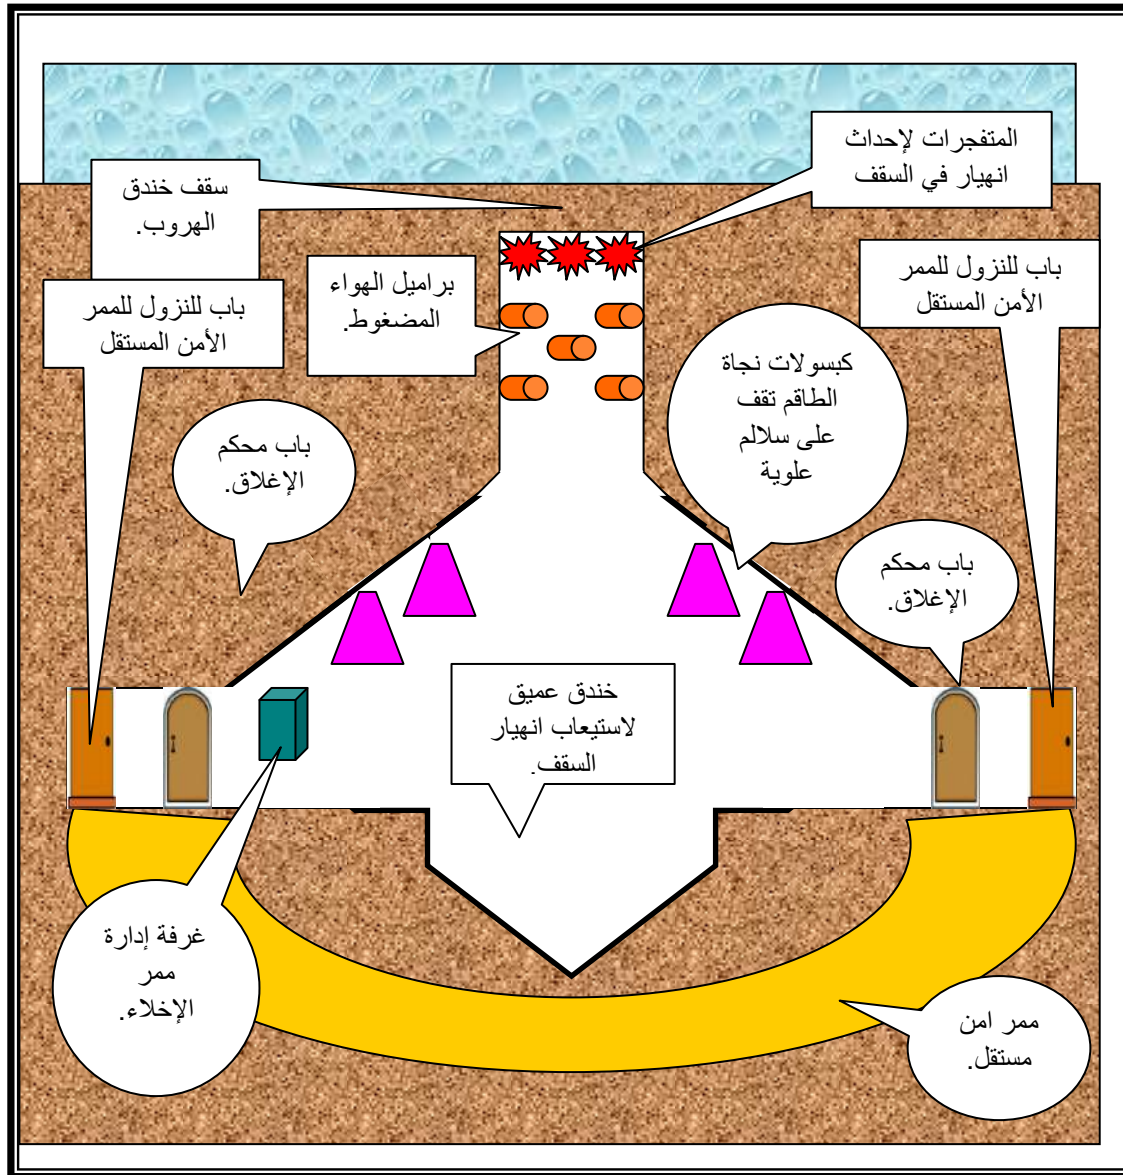 المتفجرات لإحداث
انهيار في السقف
سقف خندق
الهروب.
باب للنزول للممر
الأمن المستقل
براميل الهواء
المضغوط.
باب للنزول للممر
الأمن المستقل
كبسولات نجاة
الطاقم تقف
على سلالم
علوية
باب محكم
الإغلاق.
باب محكم
الإغلاق.
خندق عميق
لاستيعاب انهيار
السقف.
غرفة إدارة
ممر
الإخلاء.
ممر امن
مستقل.